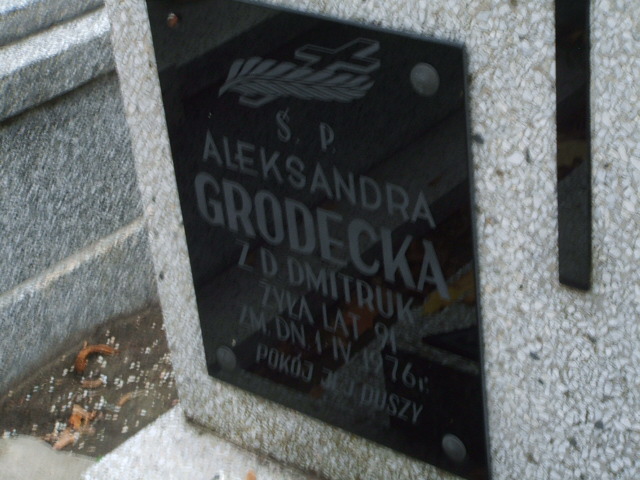 Ś. P.
ALEKSANDRA
GRODECKA
Z D DMITRUK
ŻYŁA LAT 91
ZM. DN. 1 IV 1976 r.
POKÓJ JEJ DUSZY